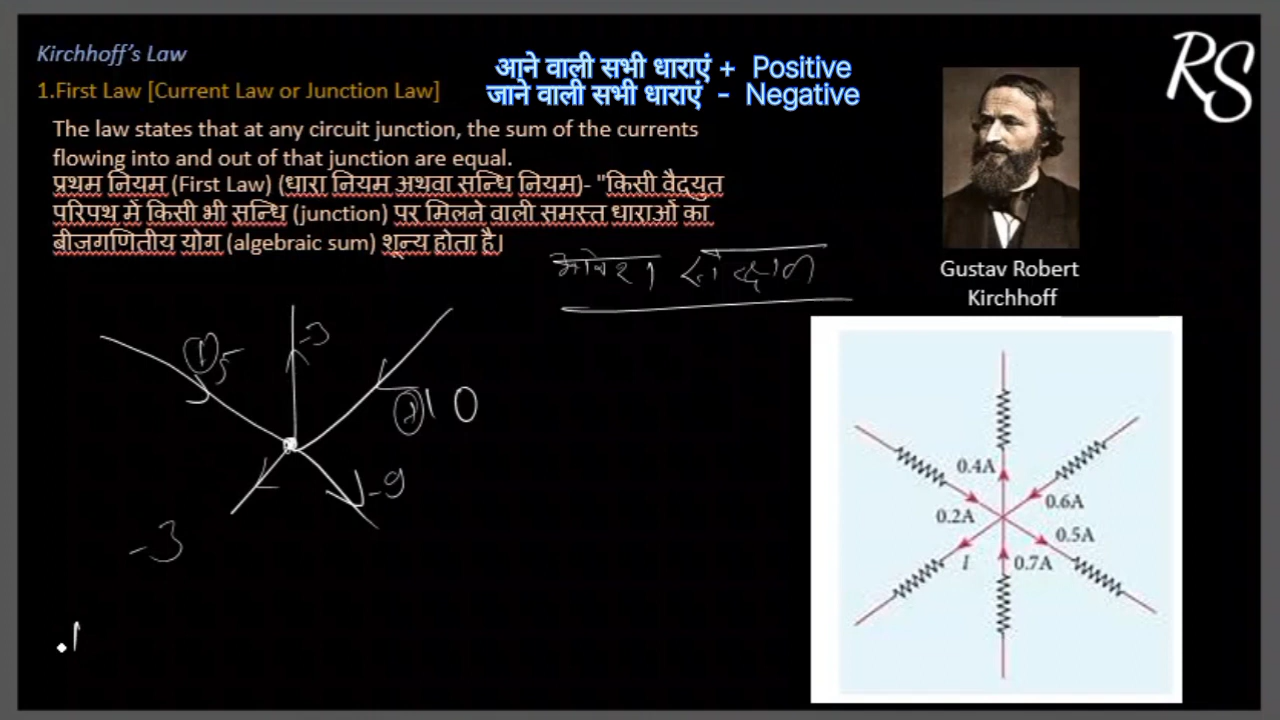 Kirchhoff's Law
1.First Law [Current Law or Junction Law]
आने वाली सभी धाराएं + Positive
जाने वाली सभी धाराएं - Negative
The law states that at any circuit junction, the sum of the currents
flowing into and out of that junction are equal.
प्रथम नियम (First Law) (धारा नियम अथवा सन्धि नियम)- "किसी वैद्युत
परिपथ में किसी भी सन्धि (junction) पर मिलने वाली समस्त धाराओं का
बीजगणितीय योग (algebraic sum) शून्य होता है।
RS
Gustav Robert
Kirchhoff
1 5
-3
10
-9
-3
0.4A
0.6A
0.2A
0.5A
I
0.7A